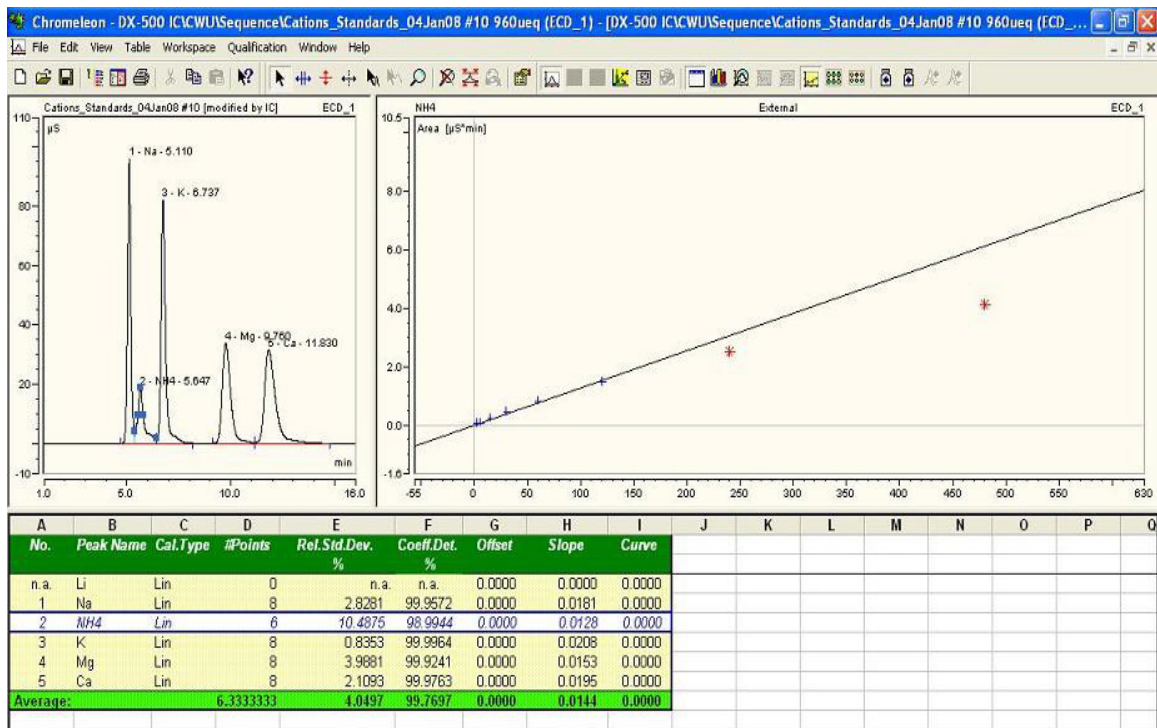 Chromeleon - DX-500 IC\CWU\Sequence\Cations_Standards_04Jan08 #10 960ueq (ECD_1) - [DX-500 IC\CWU\Sequence\Cations_Standards_04Jan08 #10 960ueq (ECD_...
File Edit View Table Workspace Qualification Window Help
Cations_Standards_04Jan08 #10 [modified by IC] ECD_1
110
µS
80
60
40
20
-10
1 - Na - 5.110
3 - K - 6.737
4 - Mg - 9.760
5 - Ca - 11.830
2 - NH4 - 5.647
min
1.0 5.0 10.0 16.0
NH4 External ECD_1
10.5
Area [µS*min]
8.0
6.0
4.0
2.0
0.0
-1.6
-55 0 50 100 150 200 250 300 350 400 450 500 550 630
A B C D E F G H I J K L M N O P Q
No. Peak Name Cal.Type #Points Rel.Std.Dev. Coeff.Det. Offset Slope Curve
% %
n.a. Li Lin 0 n.a. n.a. 0.0000 0.0000 0.0000
1 Na Lin 8 2.8281 99.9572 0.0000 0.0181 0.0000
2 NH4 Lin 6 10.4875 98.9944 0.0000 0.0128 0.0000
3 K Lin 8 0.8353 99.9964 0.0000 0.0208 0.0000
4 Mg Lin 8 3.9881 99.9241 0.0000 0.0153 0.0000
5 Ca Lin 8 2.1093 99.9763 0.0000 0.0195 0.0000
Average: 6.3333333 4.0497 99.7697 0.0000 0.0144 0.0000